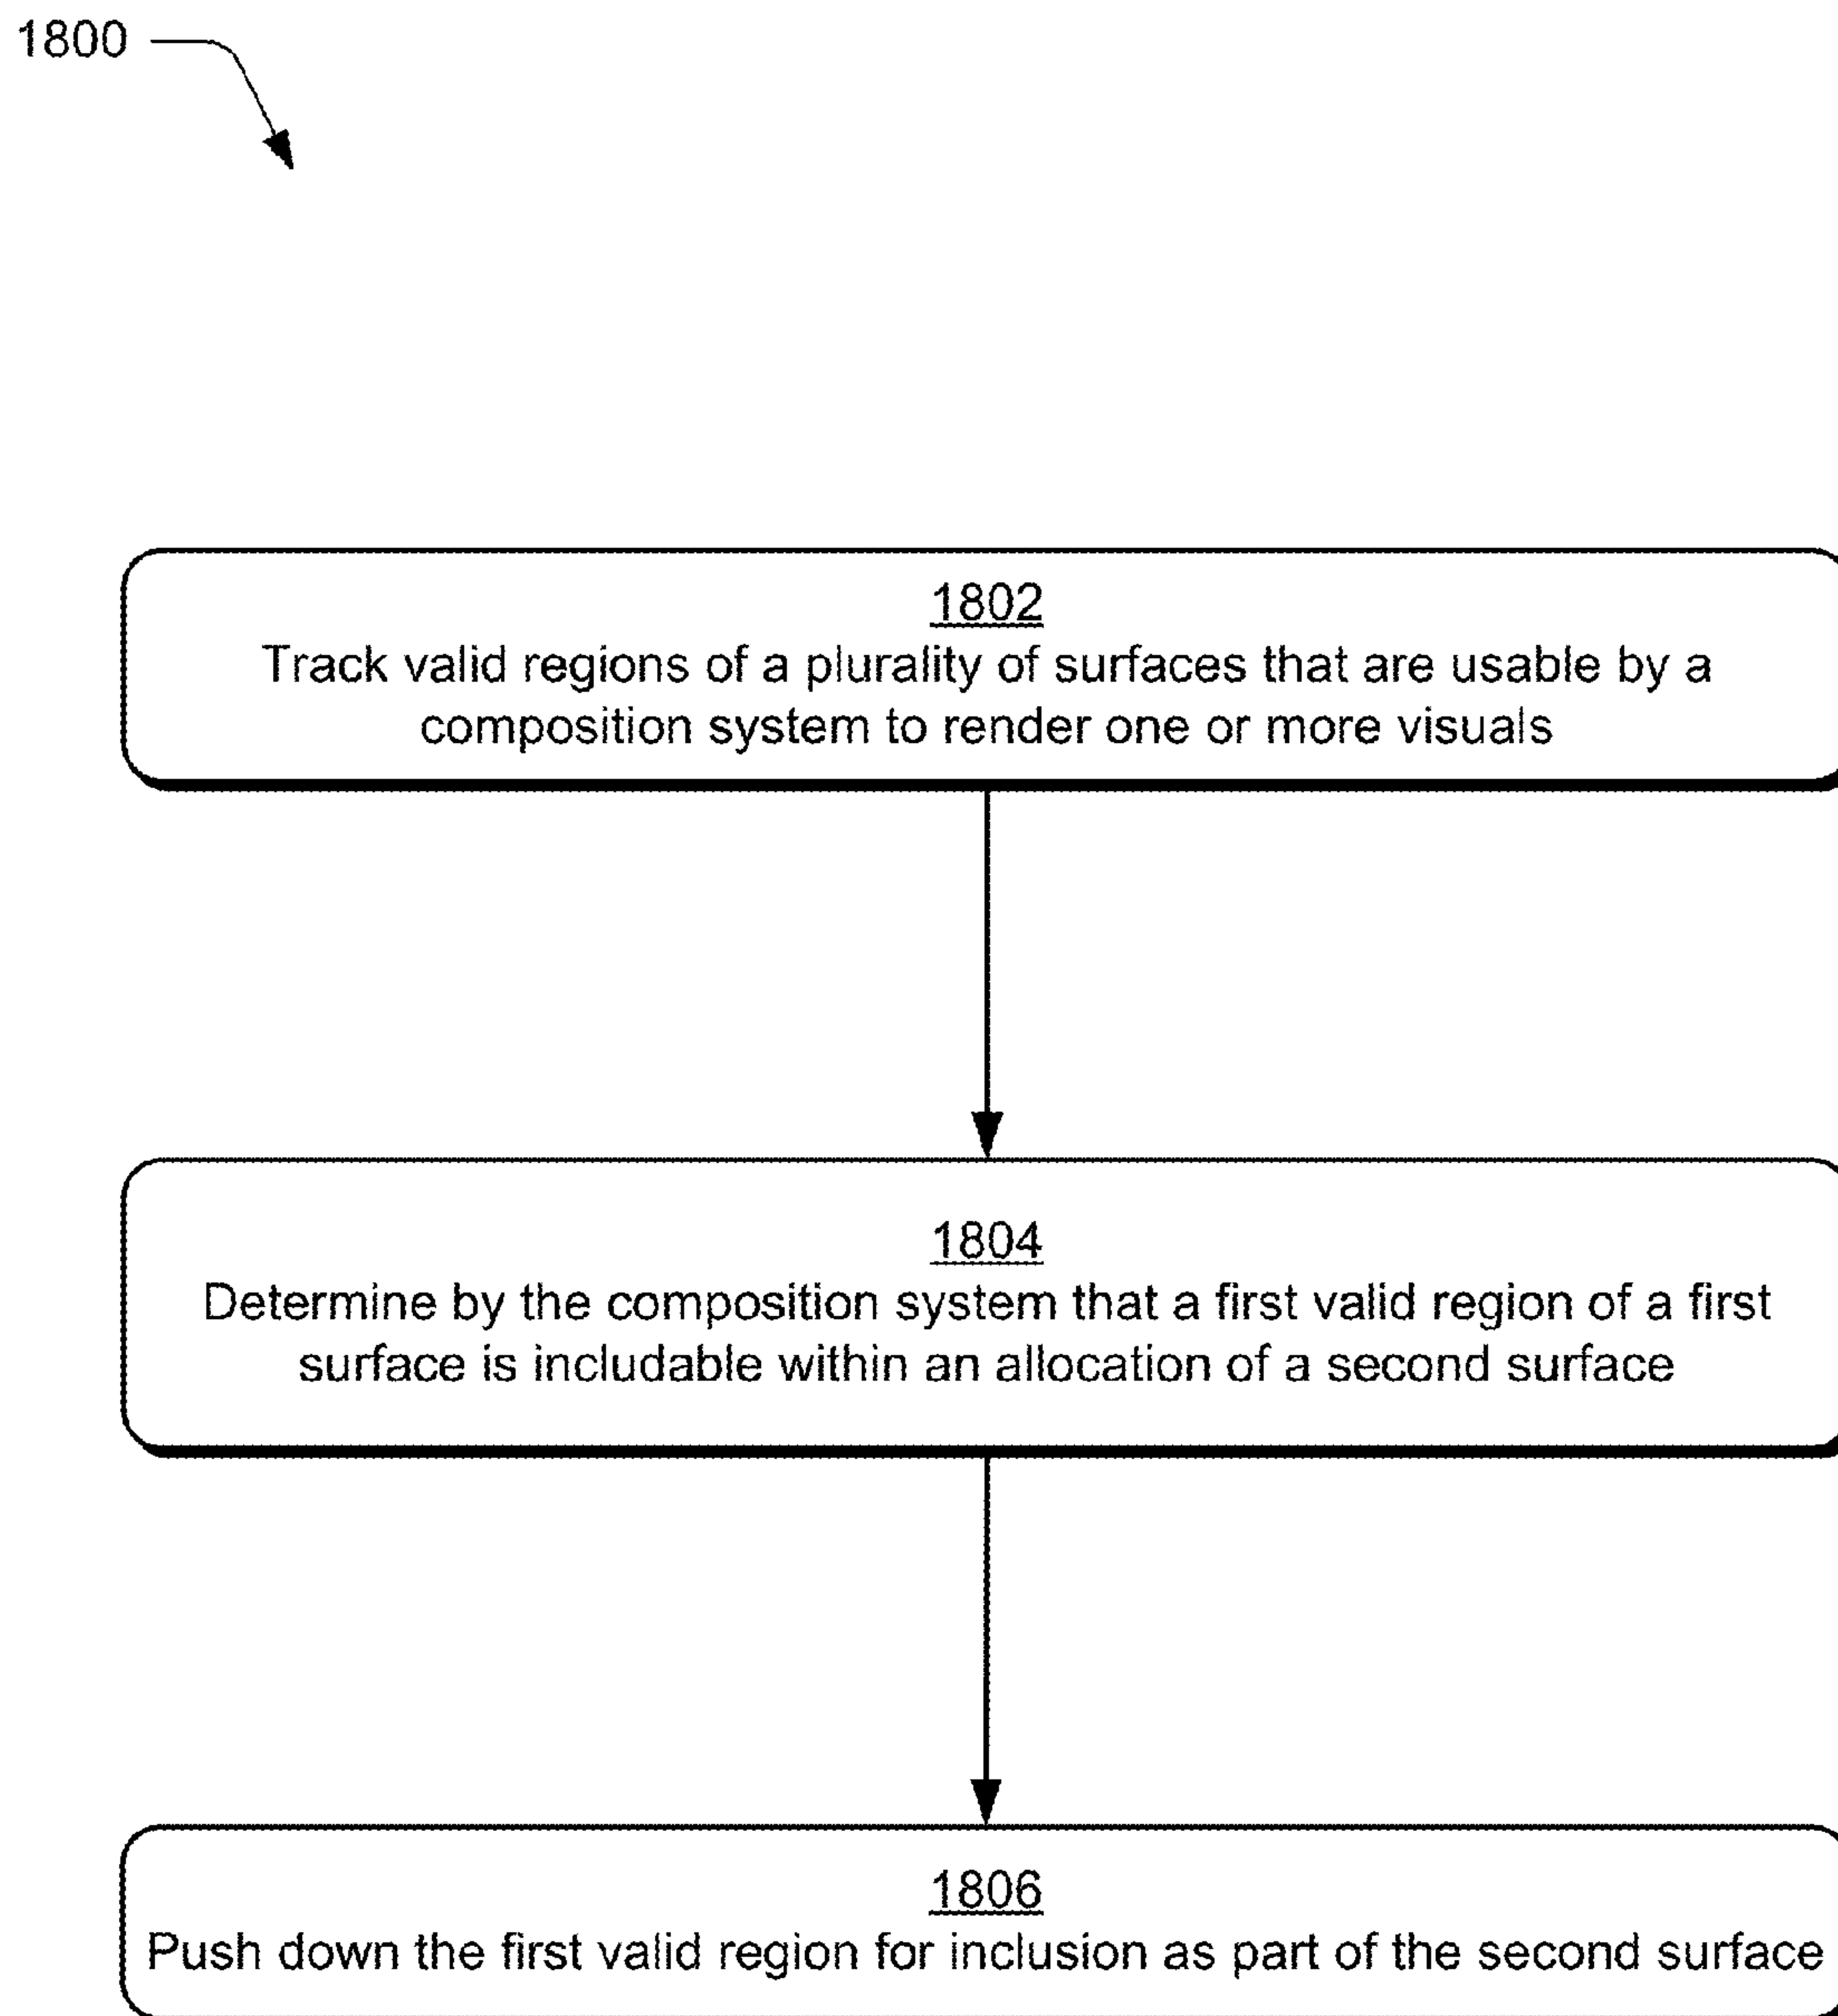 1800
1802
Track valid regions of a plurality of surfaces that are usable by a
composition system to render one or more visuals
1804
Determine by the composition system that a first valid region of a first
surface is includable within an allocation of a second surface
1806
Push down the first valid region for inclusion as part of the second surface